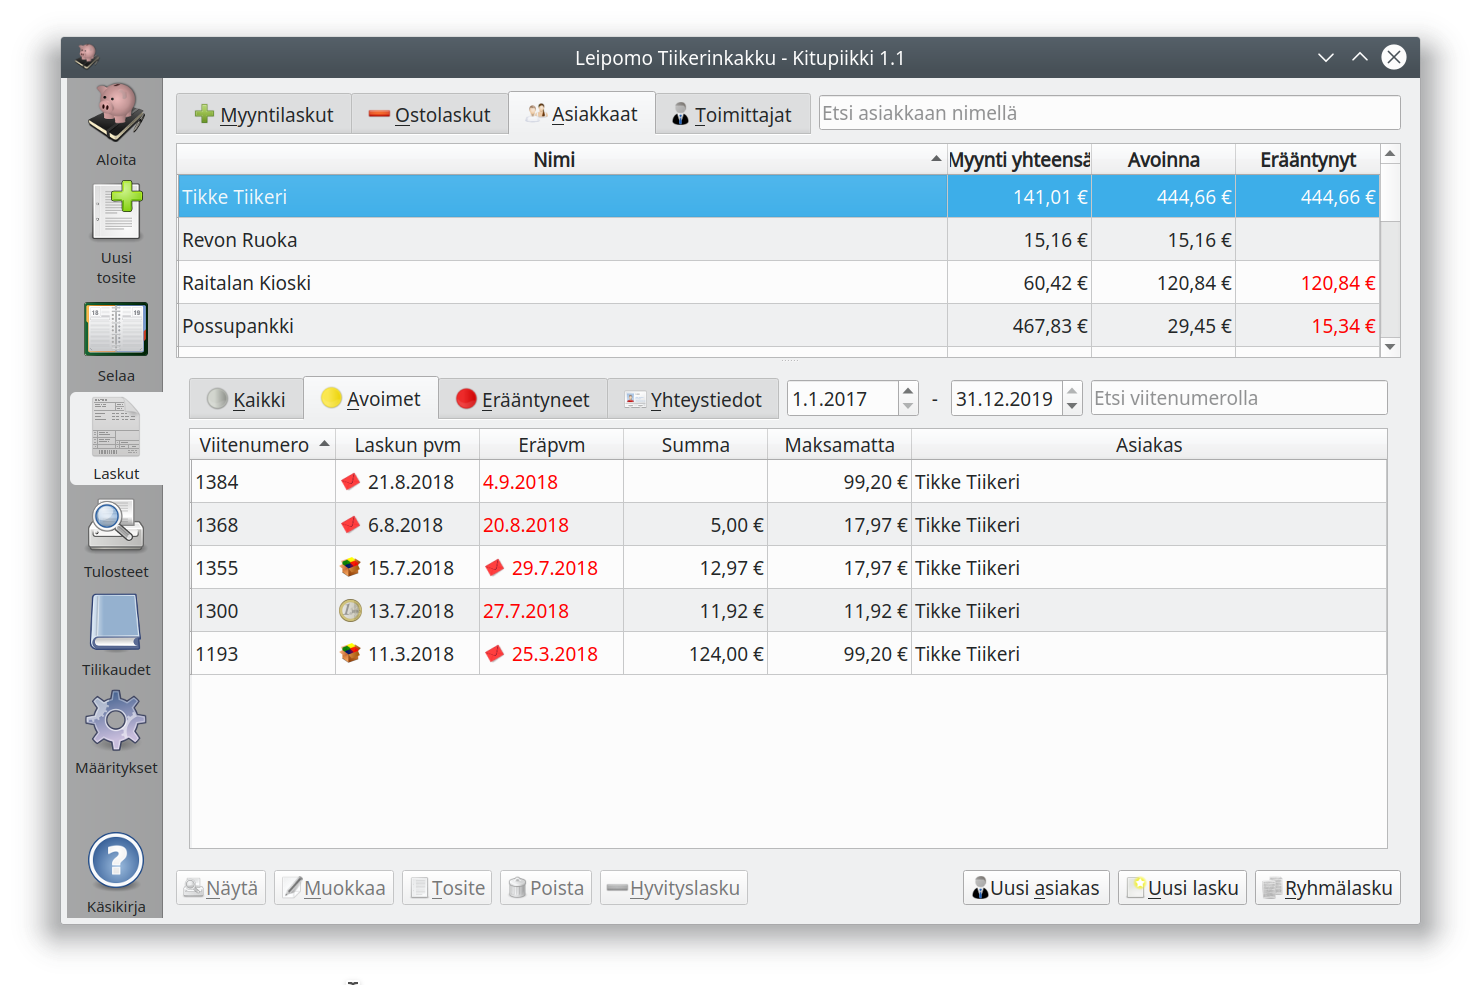 Leipomo Tiikerinkakku - Kitupiikki 1.1
Aloita
Uusi
tosite
Selaa
Laskut
Tulosteet
Tilikaudet
Määritykset
Käsikirja
Myyntilaskut Ostolaskut Asiakkaat Toimittajat Etsi asiakkaan nimellä
Nimi Myynti yhteensä Avoinna Erääntynyt
Tikke Tiikeri 141,01 € 444,66 € 444,66 €
Revon Ruoka 15,16 € 15,16 €
Raitalan Kioski 60,42 € 120,84 € 120,84 €
Possupankki 467,83 € 29,45 € 15,34 €
Kaikki Avoimet Erääntyneet Yhteystiedot 1.1.2017 - 31.12.2019 Etsi viitenumerolla
Viitenumero Laskun pvm Eräpvm Summa Maksamatta Asiakas
1384 21.8.2018 4.9.2018 99,20 € Tikke Tiikeri
1368 6.8.2018 20.8.2018 5,00 € 17,97 € Tikke Tiikeri
1355 15.7.2018 29.7.2018 12,97 € 17,97 € Tikke Tiikeri
1300 13.7.2018 27.7.2018 11,92 € 11,92 € Tikke Tiikeri
1193 11.3.2018 25.3.2018 124,00 € 99,20 € Tikke Tiikeri
Näytä Muokkaa Tosite Poista Hyvityslasku Uusi asiakas Uusi lasku Ryhmälasku